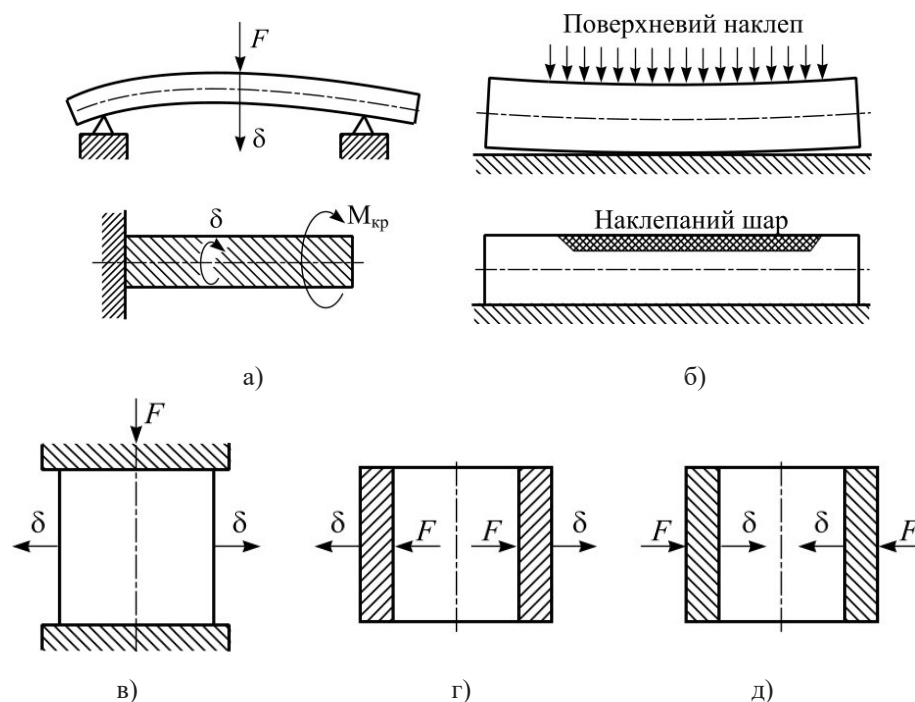 F
δ
Поверхневий наклеп
δ
Mкр
Наклепаний шар
а)
б)
F
δ
δ
δ
F
F
δ
F
δ
δ
F
в)
г)
д)